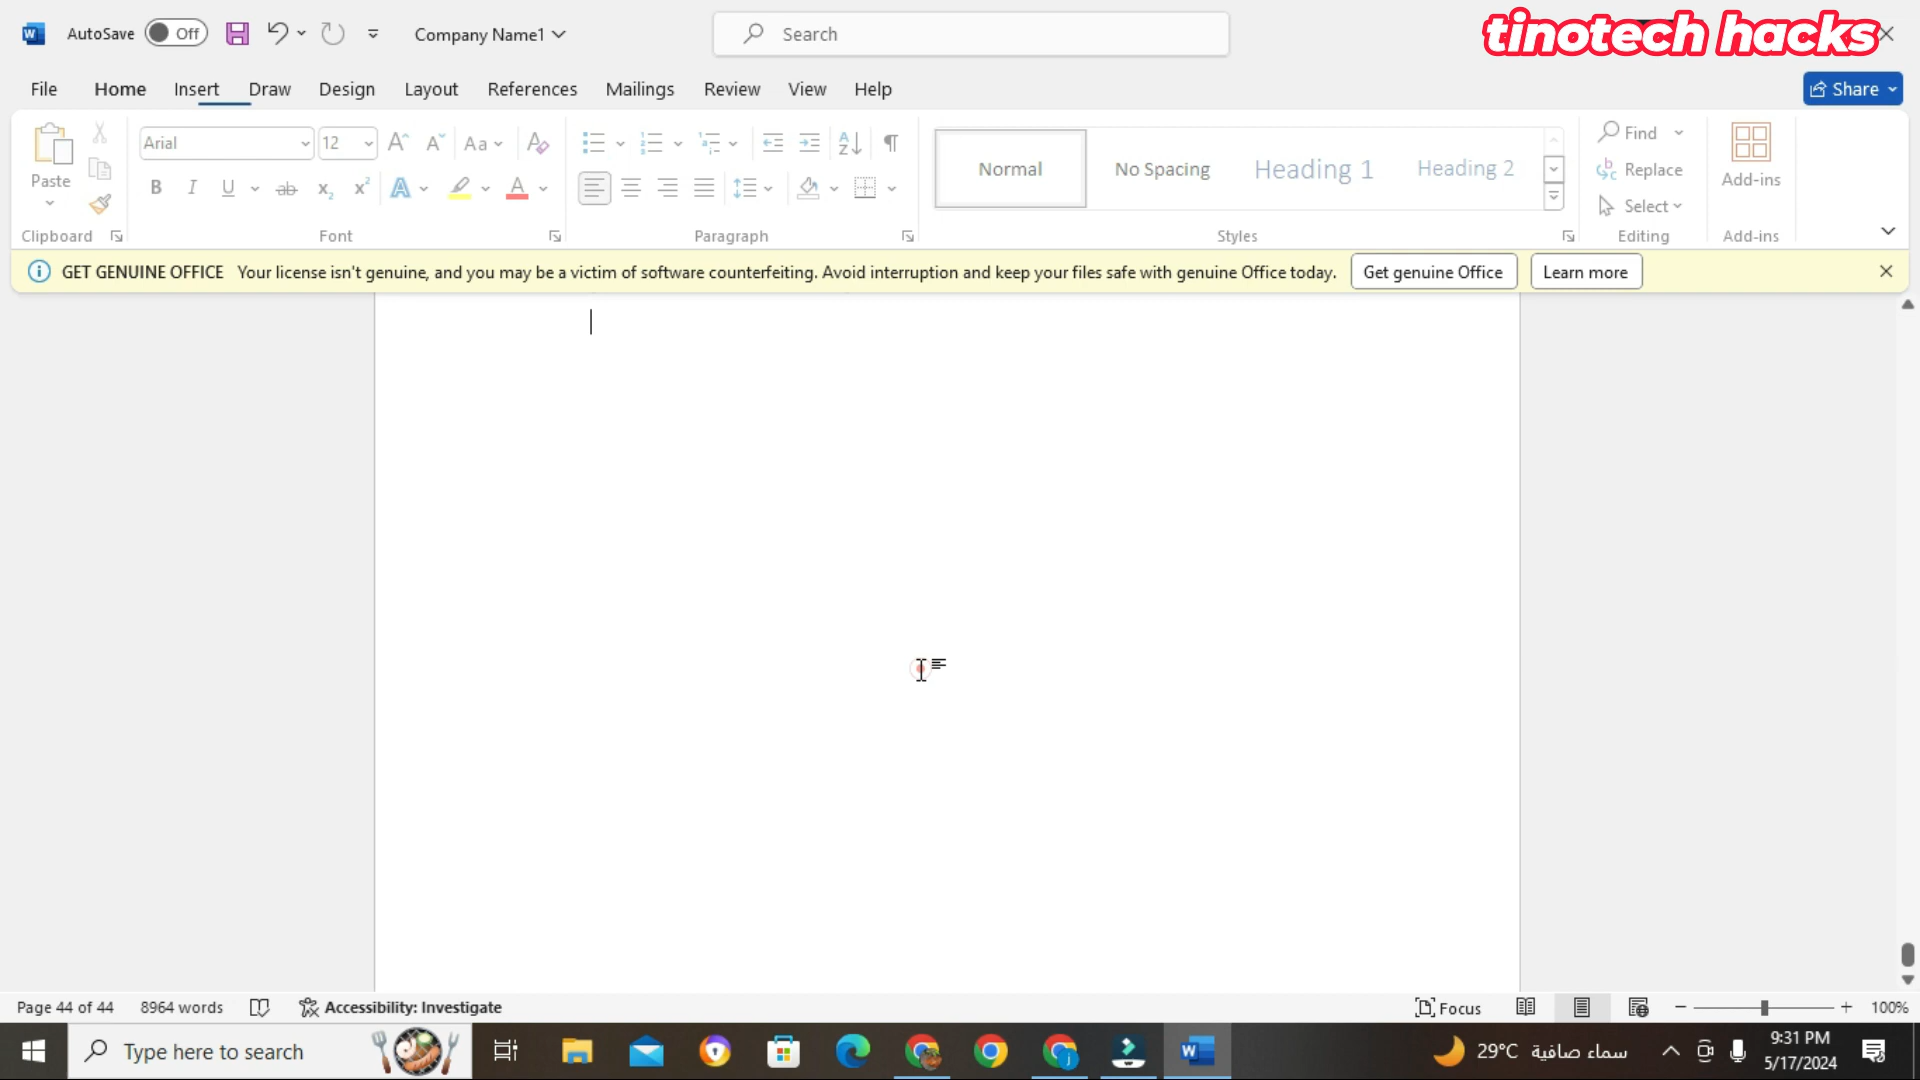 tinotech hacks
AutoSave Off Company Name1 Search
File Home Insert Draw Design Layout References Mailings Review View Help Share
Arial 12 Aa
Paste
B I U ab x2 x2 A A
Normal No Spacing Heading 1 Heading 2
Find
Replace
Select
Add-ins
Clipboard Font Paragraph Styles Editing Add-ins
GET GENUINE OFFICE Your license isn't genuine, and you may be a victim of software counterfeiting. Avoid interruption and keep your files safe with genuine Office today. Get genuine Office Learn more
Page 44 of 44 8964 words Accessibility: Investigate Focus 100%
Type here to search
29°C سماء صافية
9:31 PM
5/17/2024